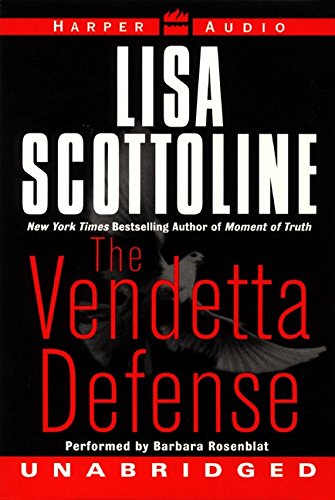 HARPER AUDIO
LISA
SCOTTOLINE
New York Times Bestselling Author of Moment of Truth
The
Vendetta
Defense
Performed by Barbara Rosenblat
UNABRIDGED